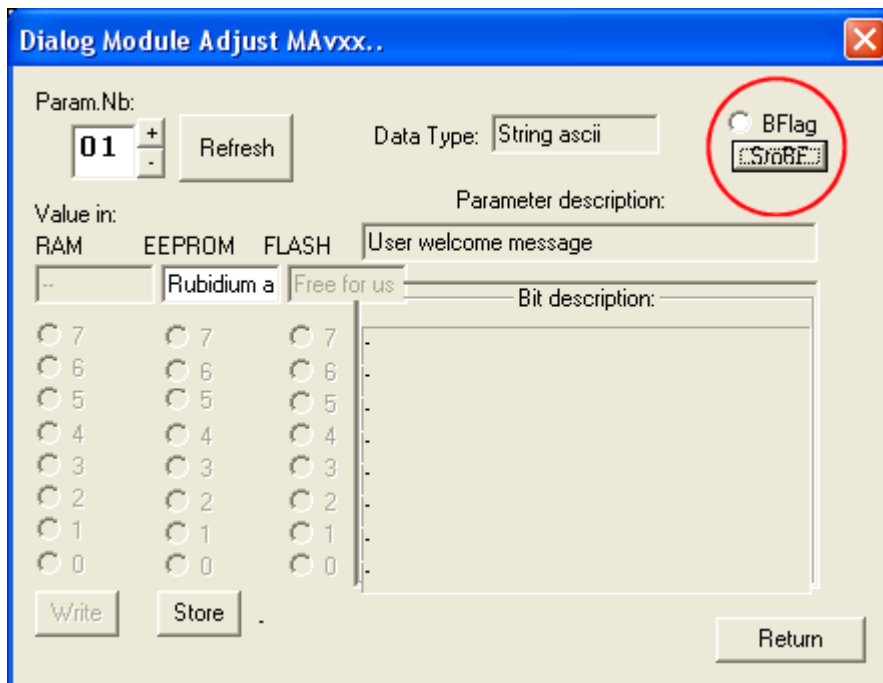 Dialog Module Adjust MAvxx..
Param.Nb:
01
+
-
Refresh
Data Type: String ascii
BFlag
StoBF
Parameter description:
User welcome message
Value in:
RAM EEPROM FLASH
-- Rubidium a Free for us
Bit description:
7 7 7 -
6 6 6 -
5 5 5 -
4 4 4 -
3 3 3 -
2 2 2 -
1 1 1 -
0 0 0 -
Write Store .
Return